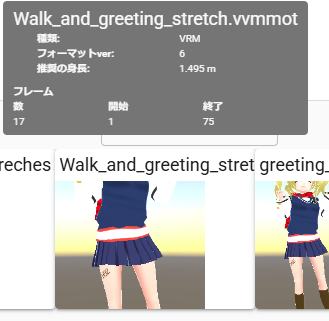 Walk_and_greeting_stretch.vvmmot
種類: VRM
フォーマットver: 6
推奨の身長: 1.495 m
フレーム
数 開始 終了
17 1 75
reches Walk_and_greeting_stret greeting_